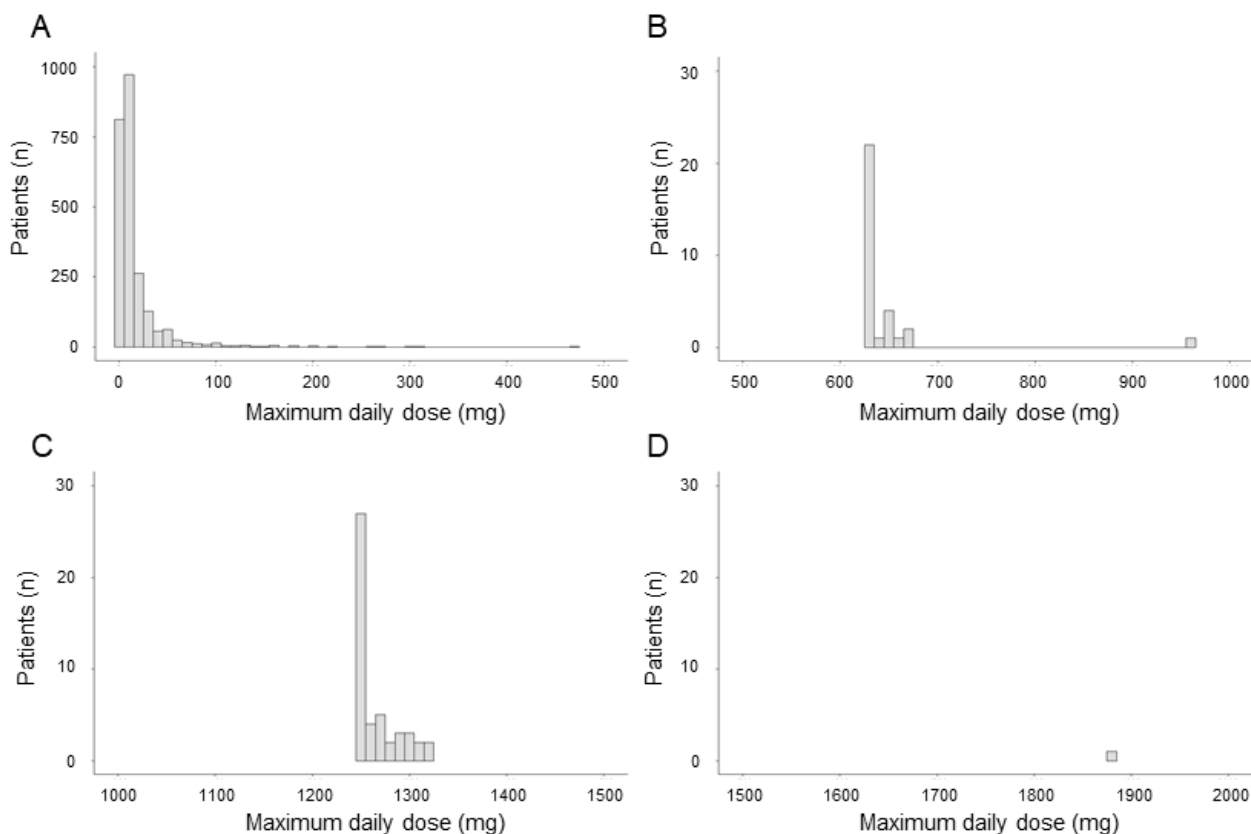 A
Patients (n)
1000
750
500
250
0
0 100 200 300 400 500
Maximum daily dose (mg)
B
Patients (n)
30
20
10
0
500 600 700 800 900 1000
Maximum daily dose (mg)
C
Patients (n)
30
20
10
0
1000 1100 1200 1300 1400 1500
Maximum daily dose (mg)
D
Patients (n)
30
20
10
0
1500 1600 1700 1800 1900 2000
Maximum daily dose (mg)